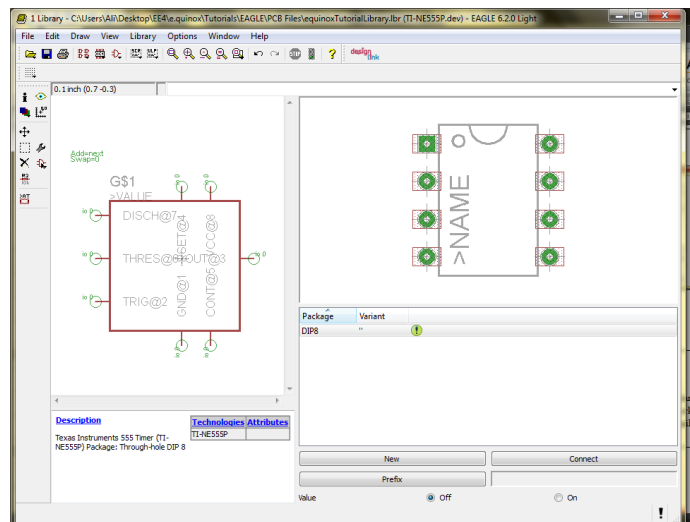 1 Library - C:\Users\Ali\Desktop\EE4\e.quinox\Tutorials\EAGLE\PCB Files\equinoxTutorialLibrary.lbr (TI-NE555P.dev) - EAGLE 6.2.0 Light
File Edit Draw View Library Options Window Help
design link
0.1 inch (0.7 -0.3)
Add=next
Swap=0
G$1
>VALUE
DISCH@7
RESET@4
VCC@8
THRES@6
OUT@3
TRIG@2
GND@1
CONT@5
>NAME
Package Variant
DIP8 ''
Description
Technologies Attributes
TI-NE555P
Texas Instruments 555 Timer (TI-
NE555P) Package: Through-hole DIP 8
New Connect
Prefix
Value Off On